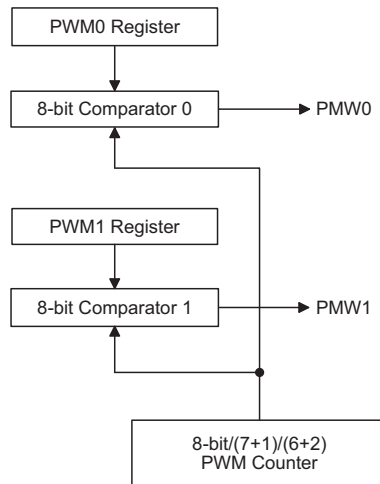 PWM0 Register
8-bit Comparator 0
PMW0
PWM1 Register
8-bit Comparator 1
PMW1
8-bit/(7+1)/(6+2)
PWM Counter